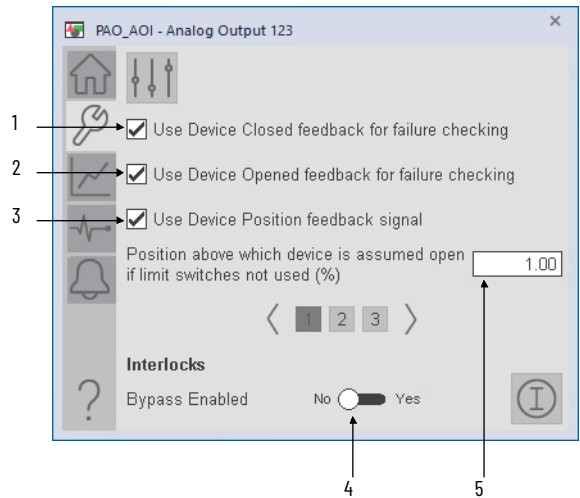 PAO_AOI - Analog Output 123
1
Use Device Closed feedback for failure checking
2
Use Device Opened feedback for failure checking
3
Use Device Position feedback signal
Position above which device is assumed open
if limit switches not used (%)
1.00
1 2 3
Interlocks
Bypass Enabled No Yes
?
I
4 5